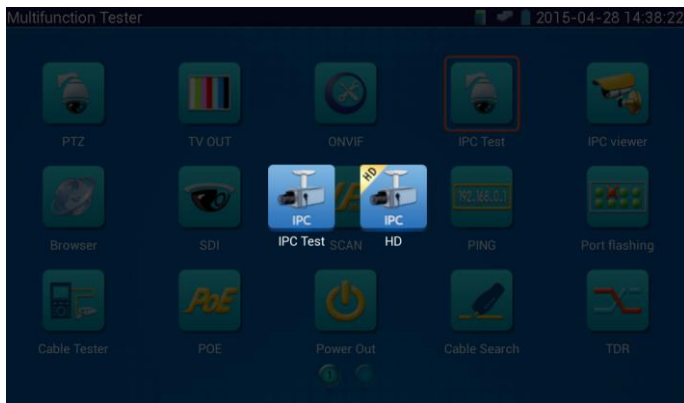 Multifunction Tester 2015-04-28 14:38:22
PTZ TV OUT ONVIF IPC Test IPC viewer
HD
IPC IPC
192.168.0.1
IPC Test HD
Browser SDI SCAN PING Port flashing
PoE
Cable Tester POE Power Out Cable Search TDR
1